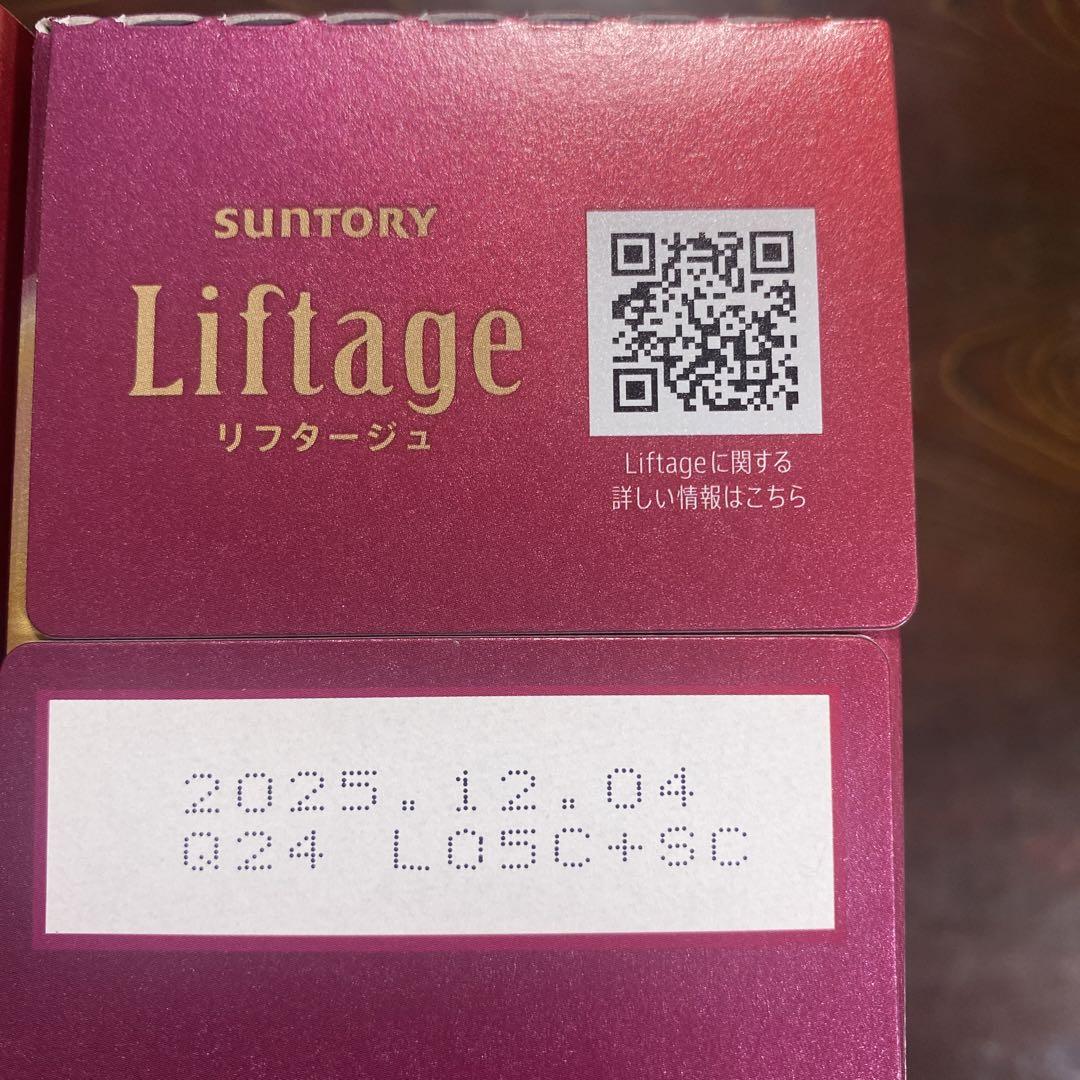 SUNTORY
Liftage
リフタージュ
Liftageに関する
詳しい情報はこちら
2025.12.04
Q24 LQ5C+SC